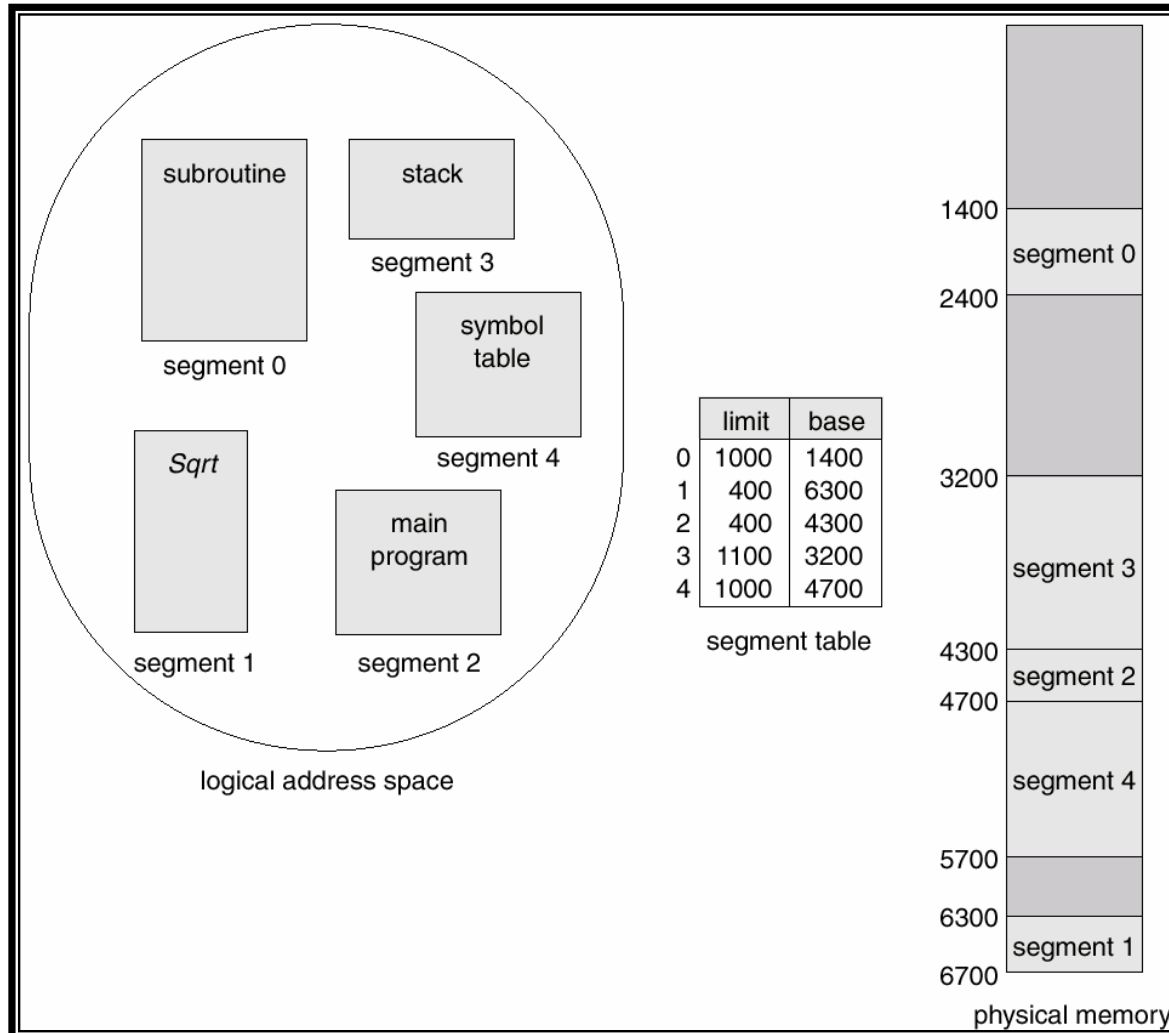 subroutine
segment 0
stack
segment 3
symbol
table
segment 4
Sqrt
segment 1
main
program
segment 2
logical address space
limit base
0 1000 1400
1 400 6300
2 400 4300
3 1100 3200
4 1000 4700
segment table
1400
segment 0
2400
3200
segment 3
4300
segment 2
4700
segment 4
5700
6300
segment 1
6700
physical memory